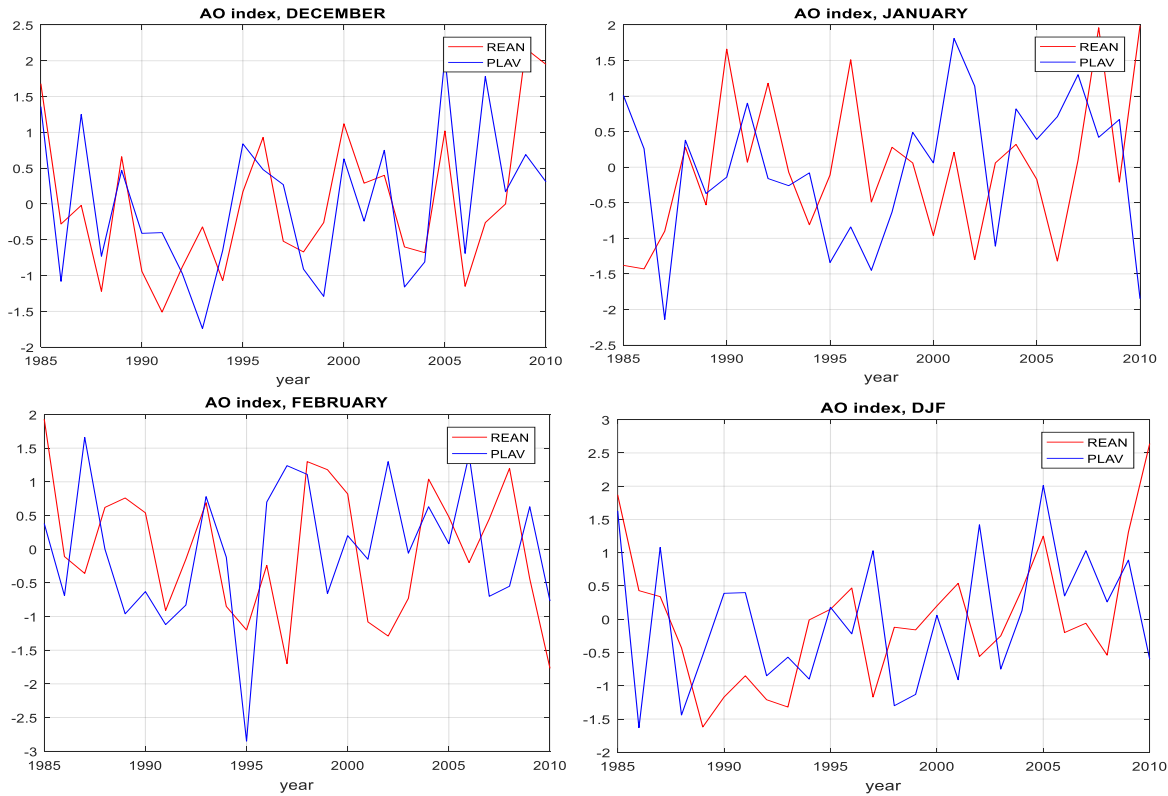 AO index, DECEMBER
2.5
2
1.5
1
0.5
0
-0.5
-1
-1.5
-2
1985 1990 1995 2000 2005 2010
year
REAN
PLAV
AO index, JANUARY
2
1.5
1
0.5
0
-0.5
-1
-1.5
-2
-2.5
1985 1990 1995 2000 2005 2010
year
REAN
PLAV
AO index, FEBRUARY
2
1.5
1
0.5
0
-0.5
-1
-1.5
-2
-2.5
-3
1985 1990 1995 2000 2005 2010
year
REAN
PLAV
AO index, DJF
3
2.5
2
1.5
1
0.5
0
-0.5
-1
-1.5
-2
1985 1990 1995 2000 2005 2010
year
REAN
PLAV